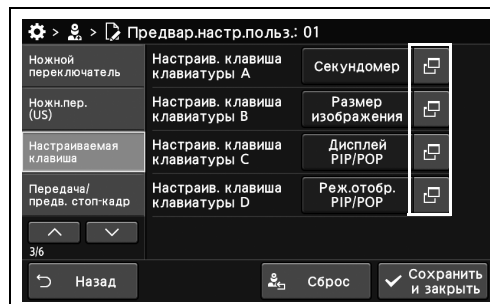 > > Предвар.настр.польз.: 01
Ножной
переключатель
Настраив. клавиша
клавиатуры A
Секундомер
Ножн.пер.
(US)
Настраив. клавиша
клавиатуры B
Размер
изображения
Настраиваемая
клавиша
Настраив. клавиша
клавиатуры C
Дисплей
PIP/POP
Передача/
предв. стоп-кадр
Настраив. клавиша
клавиатуры D
Реж.отобр.
PIP/POP
3/6
Назад
Сброс
Сохранить
и закрыть